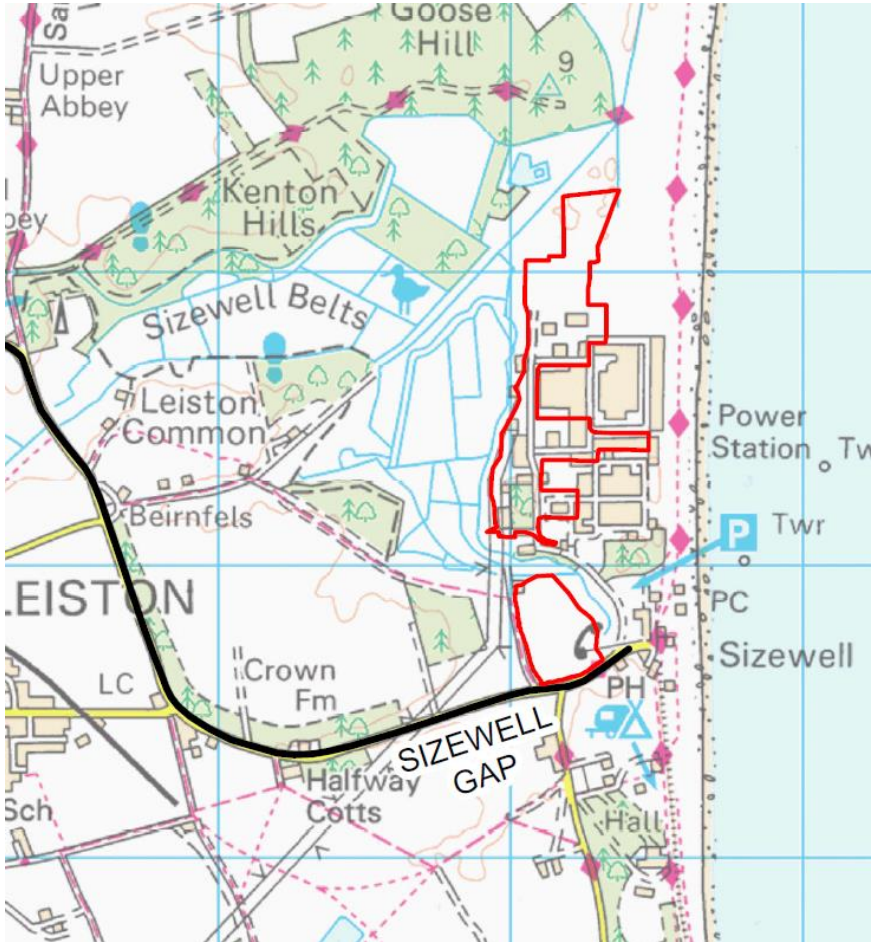 Goose
Hill
9
Upper
Abbey
Kenton
Hills
bey
Sizewell Belts
Leiston
Common
Power
Station
Tw
Beirnfels
Twr
P
LEISTON
PC
Crown
Fm
LC
Sizewell
PH
SIZEWELL
GAP
Halfway
Cotts
Sch
Hall